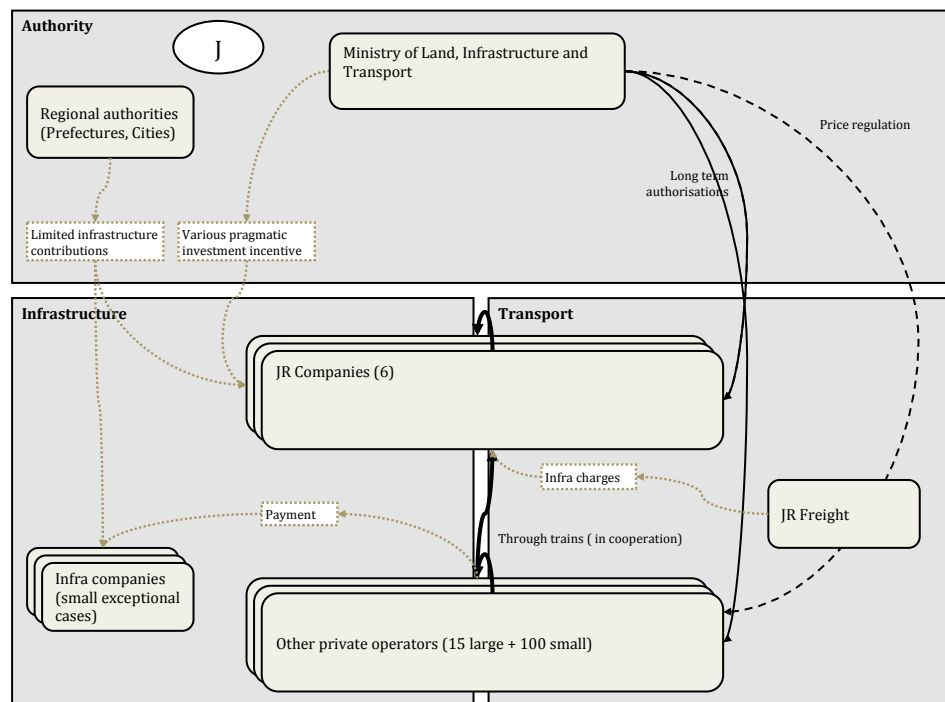 Authority
J
Ministry of Land, Infrastructure and
Transport
Regional authorities
(Prefectures, Cities)
Price regulation
Long term
authorisations
Limited infrastructure
contributions
Various pragmatic
investment incentive
Infrastructure
Transport
JR Companies (6)
Infra charges
JR Freight
Payment
Through trains ( in cooperation)
Infra companies
(small exceptional
cases)
Other private operators (15 large + 100 small)